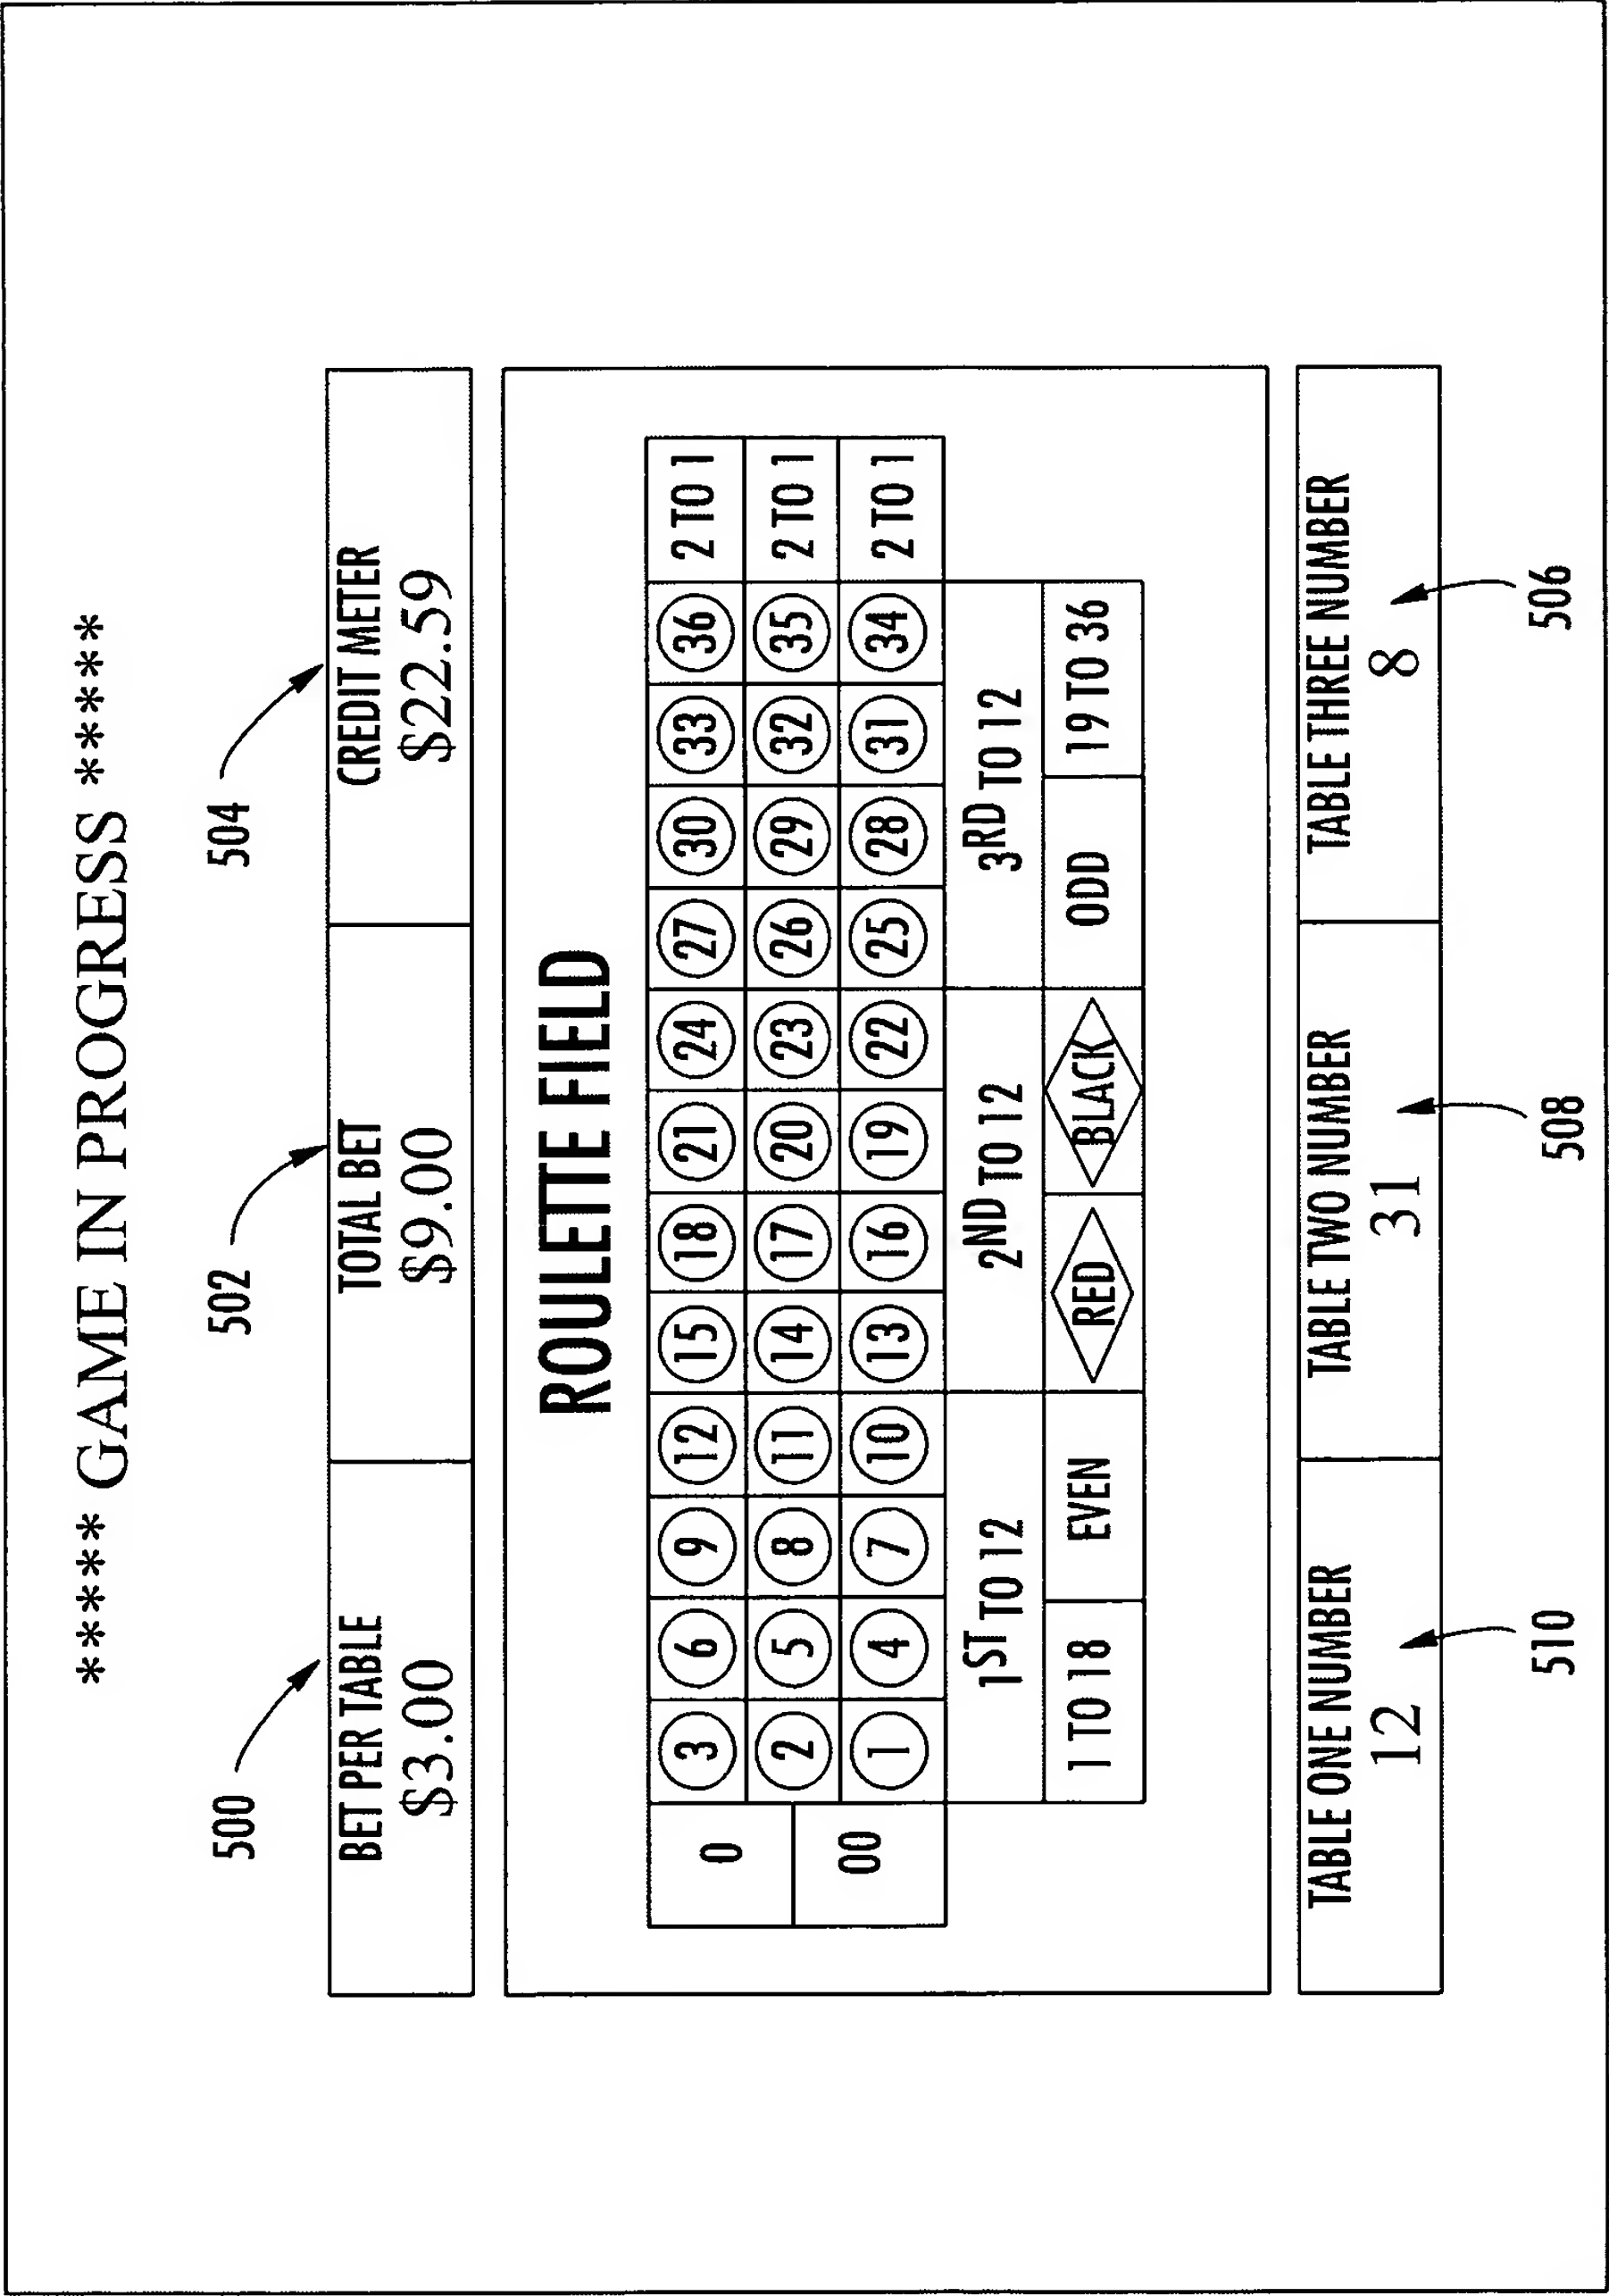 ***** GAME IN PROGRESS *****
500 502 504
BET PER TABLE TOTAL BET CREDIT METER
$3.00 $9.00 $22.59
ROULETTE FIELD
0 3 6 9 12 15 18 21 24 27 30 33 36 2 TO 1
2 5 8 11 14 17 20 23 26 29 32 35 2 TO 1
00 1 4 7 10 13 16 19 22 25 28 31 34 2 TO 1
1ST TO 12 2ND TO 12 3RD TO 12
1 TO 18 EVEN RED BLACK ODD 19 TO 36
TABLE ONE NUMBER TABLE TWO NUMBER TABLE THREE NUMBER
12 31 8
510 508 506